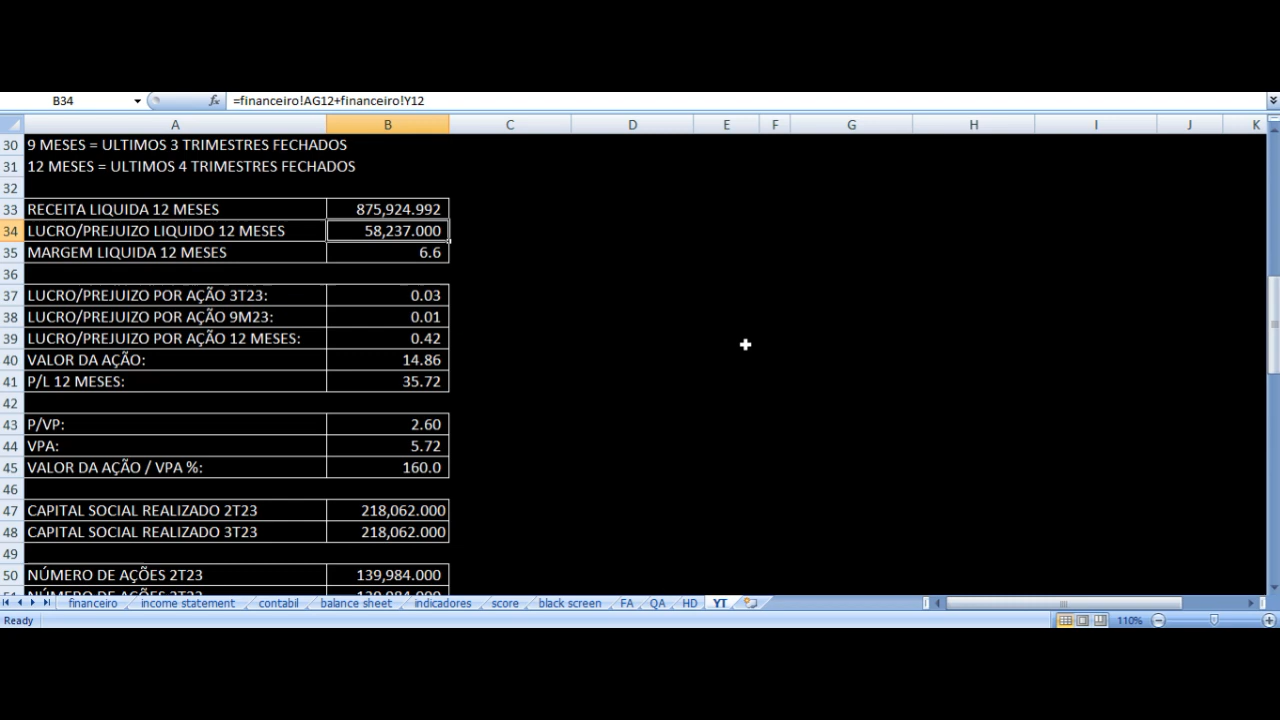 B34 fx =financeiro!AG12+financeiro!Y12
A B C D E F G H I J K
30 9 MESES = ULTIMOS 3 TRIMESTRES FECHADOS
31 12 MESES = ULTIMOS 4 TRIMESTRES FECHADOS
32
33 RECEITA LIQUIDA 12 MESES 875,924.992
34 LUCRO/PREJUIZO LIQUIDO 12 MESES 58,237.000
35 MARGEM LIQUIDA 12 MESES 6.6
36
37 LUCRO/PREJUIZO POR AÇÃO 3T23: 0.03
38 LUCRO/PREJUIZO POR AÇÃO 9M23: 0.01
39 LUCRO/PREJUIZO POR AÇÃO 12 MESES: 0.42
40 VALOR DA AÇÃO: 14.86
41 P/L 12 MESES: 35.72
42
43 P/VP: 2.60
44 VPA: 5.72
45 VALOR DA AÇÃO / VPA %: 160.0
46
47 CAPITAL SOCIAL REALIZADO 2T23 218,062.000
48 CAPITAL SOCIAL REALIZADO 3T23 218,062.000
49
50 NÚMERO DE AÇÕES 2T23 139,984.000
financeiro income statement contabil balance sheet indicadores score black screen FA QA HD YT
Ready 110%